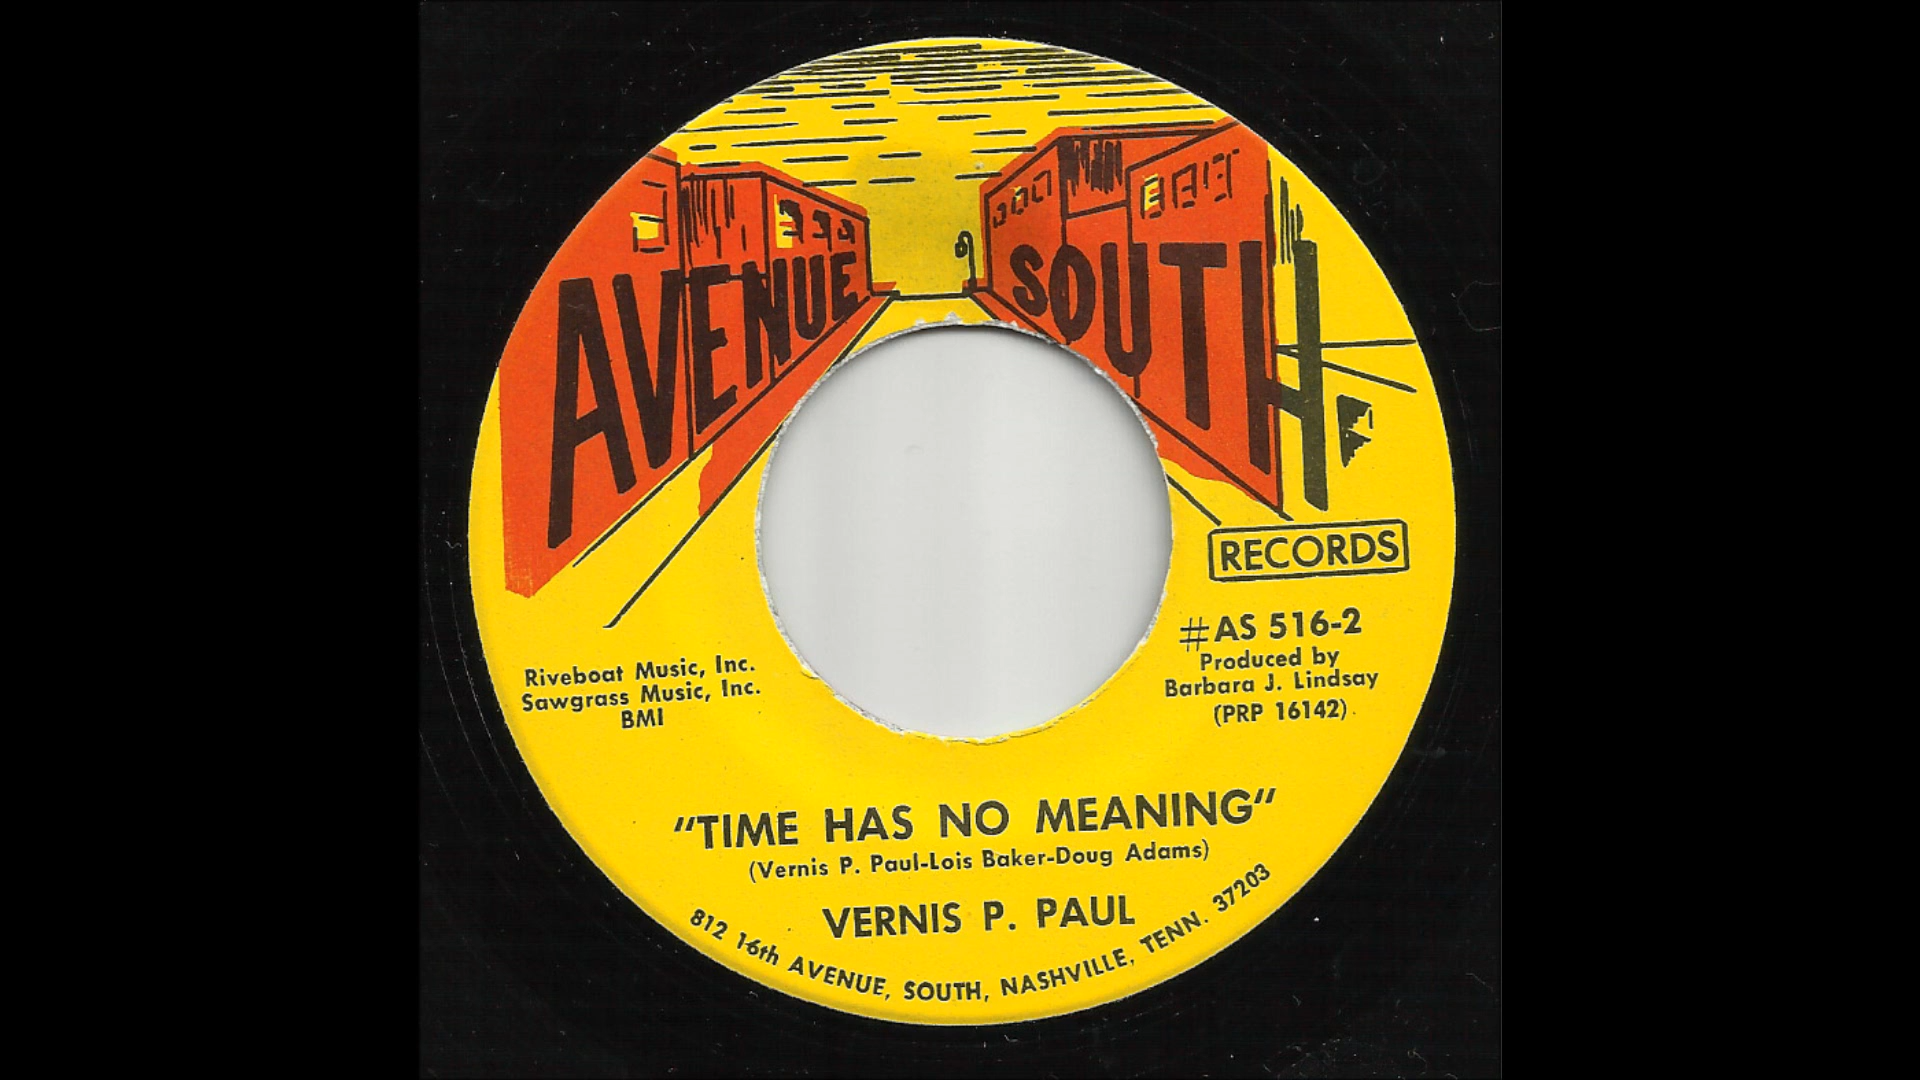 AVENUE SOUTH
RECORDS
#AS 516-2
Produced by
Barbara J. Lindsay
(PRP 16142)
Riveboat Music, Inc.
Sawgrass Music, Inc.
BMI
"TIME HAS NO MEANING"
(Vernis P. Paul-Lois Baker-Doug Adams)
VERNIS P. PAUL
812 16th AVENUE, SOUTH, NASHVILLE, TENN. 37203